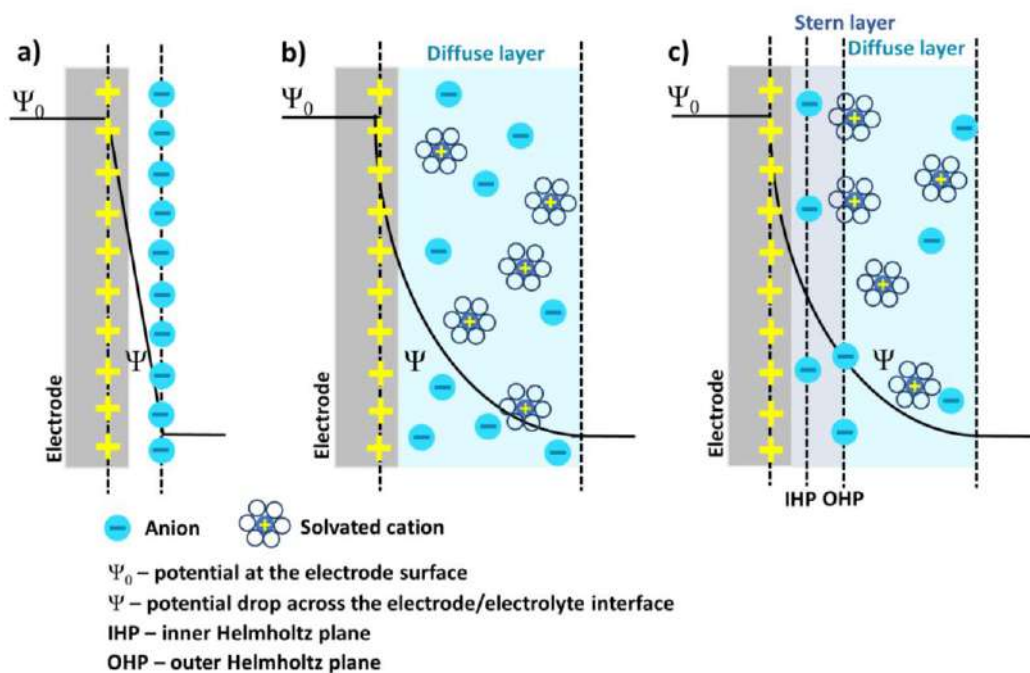 Stern layer
a)
b)
Diffuse layer
c)
Diffuse layer
Ψ₀
Ψ₀
Ψ₀
Ψ
Ψ
Ψ
Electrode
Electrode
Electrode
IHP OHP
Anion
Solvated cation
Ψ₀ – potential at the electrode surface
Ψ – potential drop across the electrode/electrolyte interface
IHP – inner Helmholtz plane
OHP – outer Helmholtz plane